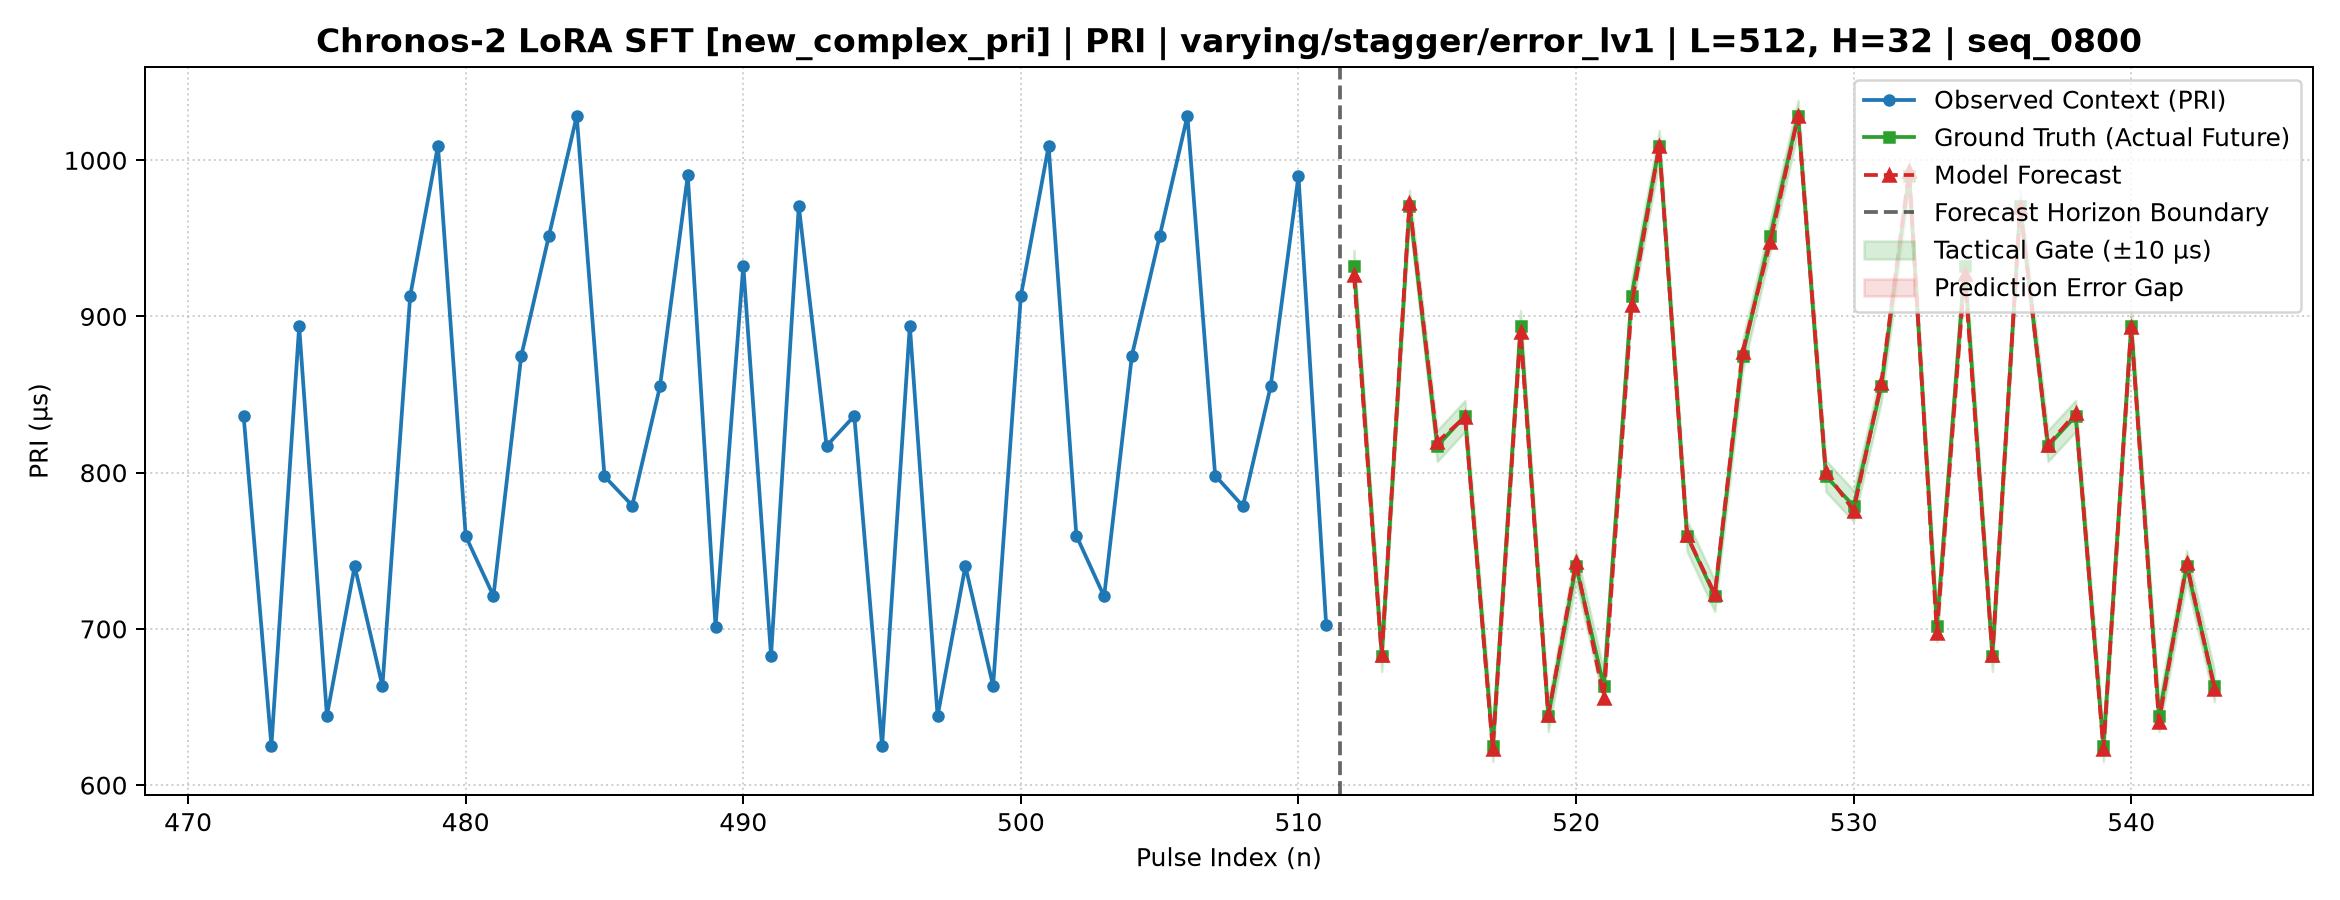 Chronos-2 LoRA SFT [new_complex_pri] | PRI | varying/stagger/error_lv1 | L=512, H=32 | seq_0800
Observed Context (PRI)
Ground Truth (Actual Future)
Model Forecast
Forecast Horizon Boundary
Tactical Gate (±10 μs)
Prediction Error Gap
PRI (μs)
1000
900
800
700
600
470 480 490 500 510 520 530 540
Pulse Index (n)